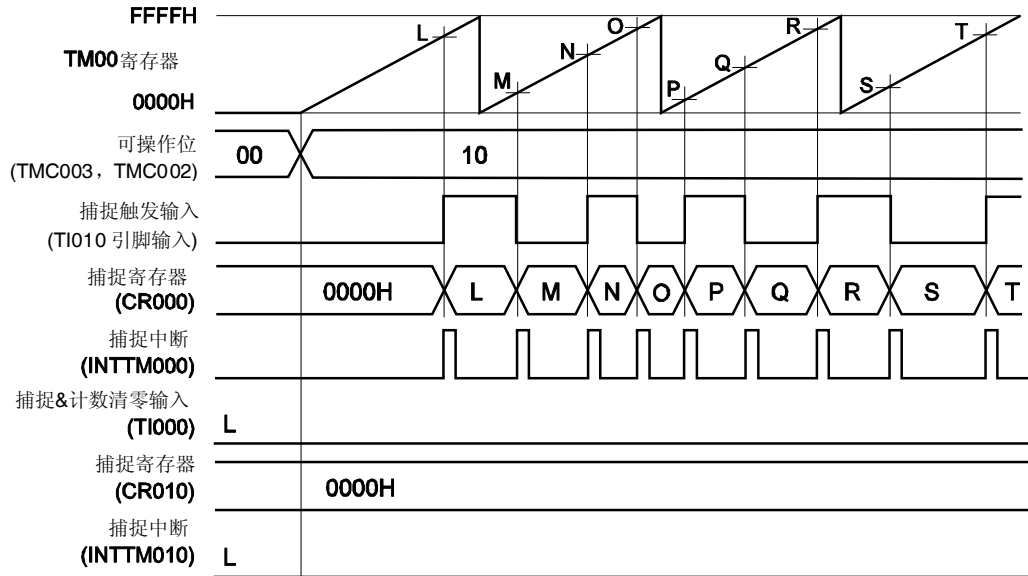 FFFFH
L
O
R
T
TM00寄存器
N
Q
M
P
S
0000H
可操作位
(TMC003，TMC002)
00
10
捕捉触发输入
(TI010 引脚输入)
捕捉寄存器
(CR000)
0000H
L
M
N
O
P
Q
R
S
T
捕捉中断
(INTTM000)
捕捉&计数清零输入
(TI000)
L
捕捉寄存器
(CR010)
0000H
捕捉中断
(INTTM010)
L